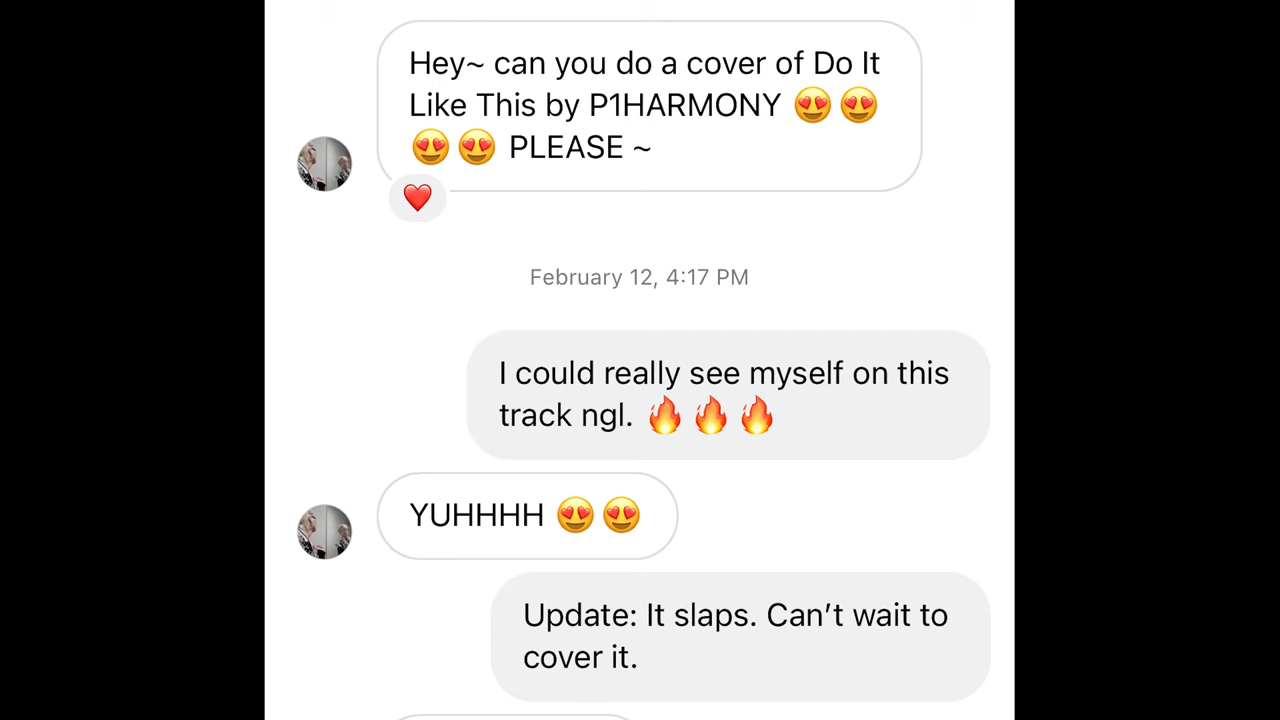 Hey~ can you do a cover of Do It
Like This by P1HARMONY 😍😍
😍😍 PLEASE ~
❤️
February 12, 4:17 PM
I could really see myself on this
track ngl. 🔥🔥🔥
YUHHHH 😍😍
Update: It slaps. Can’t wait to
cover it.